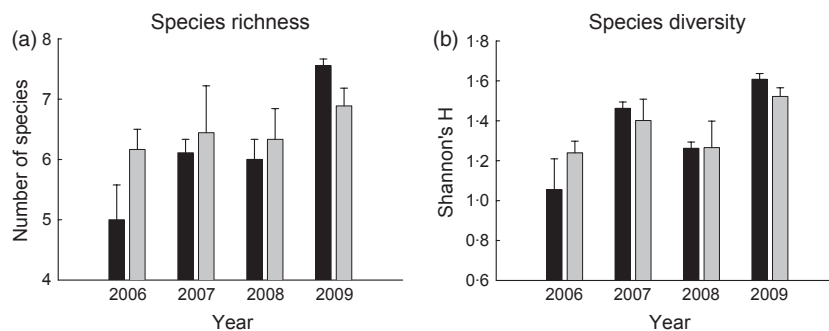 (a)
Species richness
Number of species
8
7
6
5
4
2006 2007 2008 2009
Year
(b)
Species diversity
Shannon's H
1·8
1·6
1·4
1·2
1·0
0·8
0·6
2006 2007 2008 2009
Year